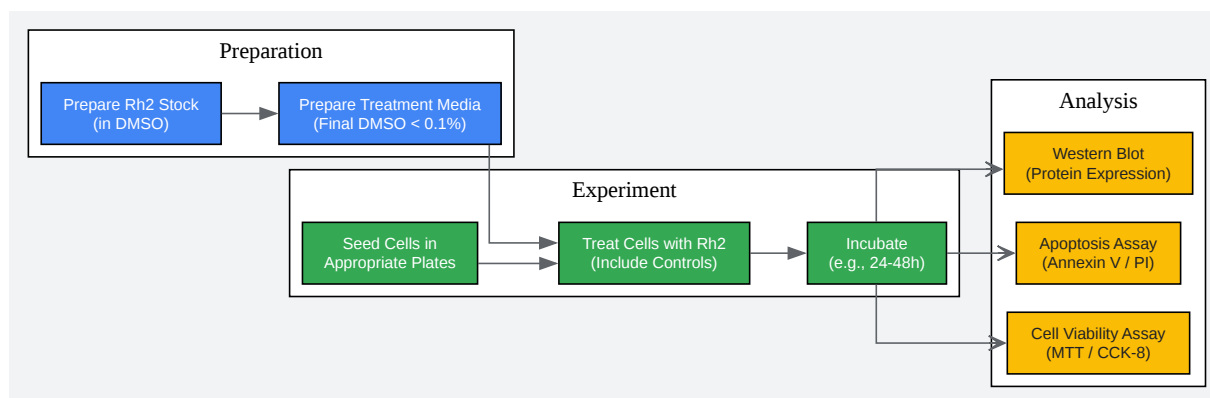 Preparation
Prepare Rh2 Stock
(in DMSO)
Prepare Treatment Media
(Final DMSO < 0.1%)
Experiment
Seed Cells in
Appropriate Plates
Treat Cells with Rh2
(Include Controls)
Incubate
(e.g., 24-48h)
Analysis
Western Blot
(Protein Expression)
Apoptosis Assay
(Annexin V / PI)
Cell Viability Assay
(MTT / CCK-8)